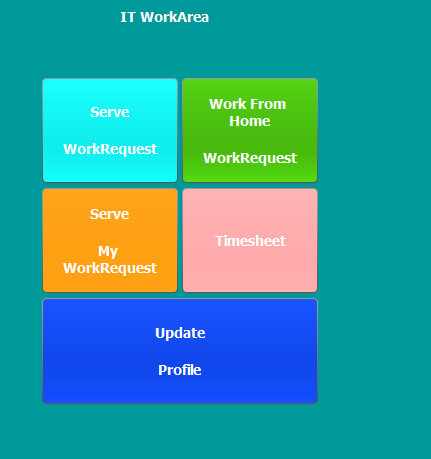 IT WorkArea
Serve
WorkRequest
Work From
Home
WorkRequest
Serve
My
WorkRequest
Timesheet
Update
Profile